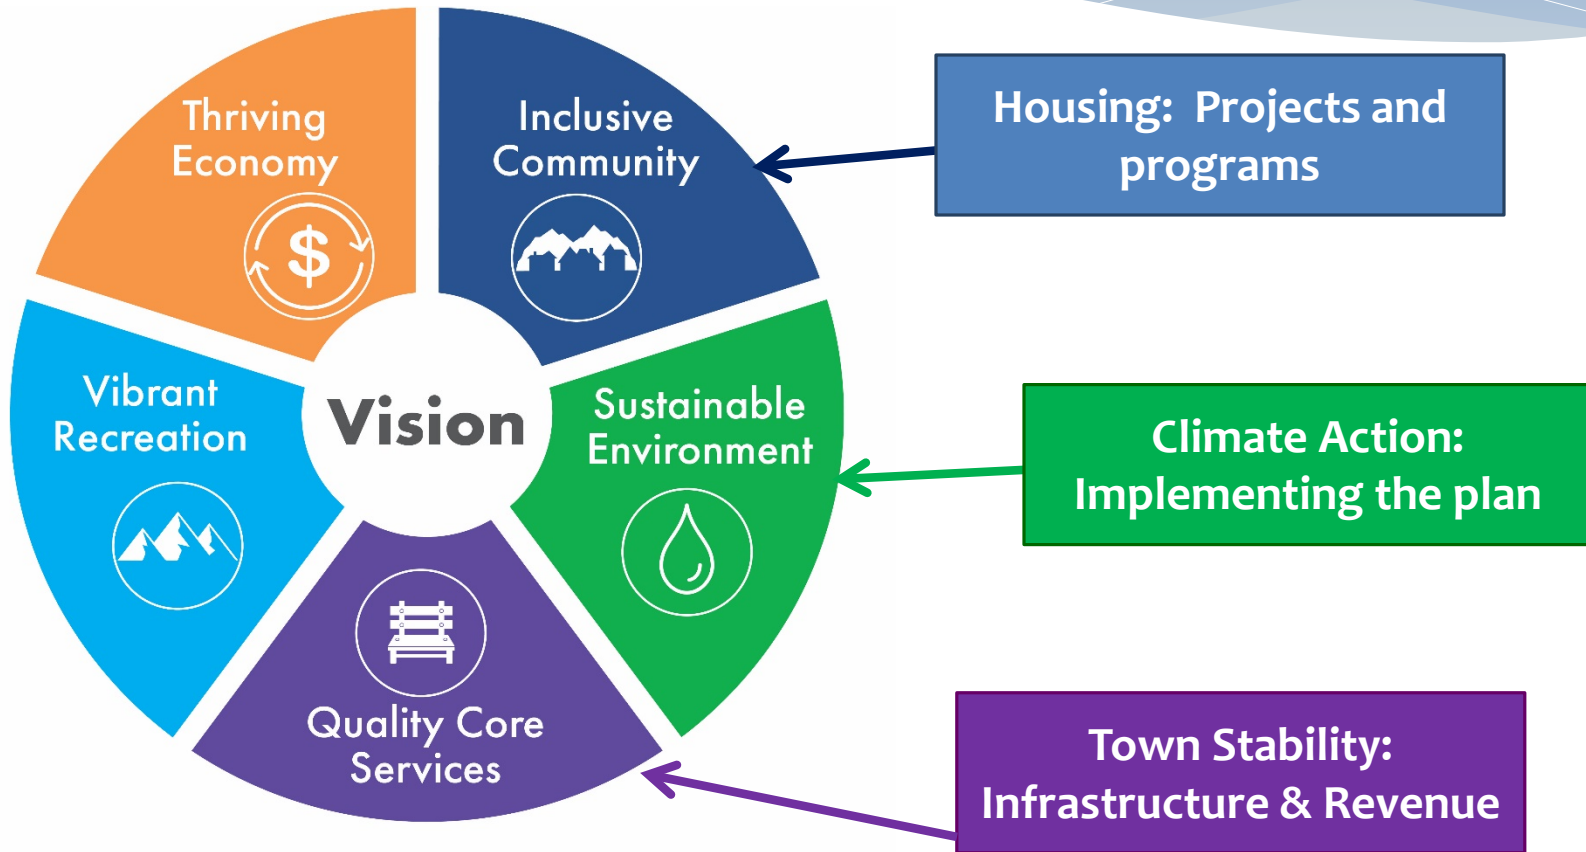 Thriving
Economy
$
Inclusive
Community
Housing:  Projects and
programs
Vibrant
Recreation
Vision
Sustainable
Environment
Climate Action:
Implementing the plan
Quality Core
Services
Town Stability:
Infrastructure & Revenue